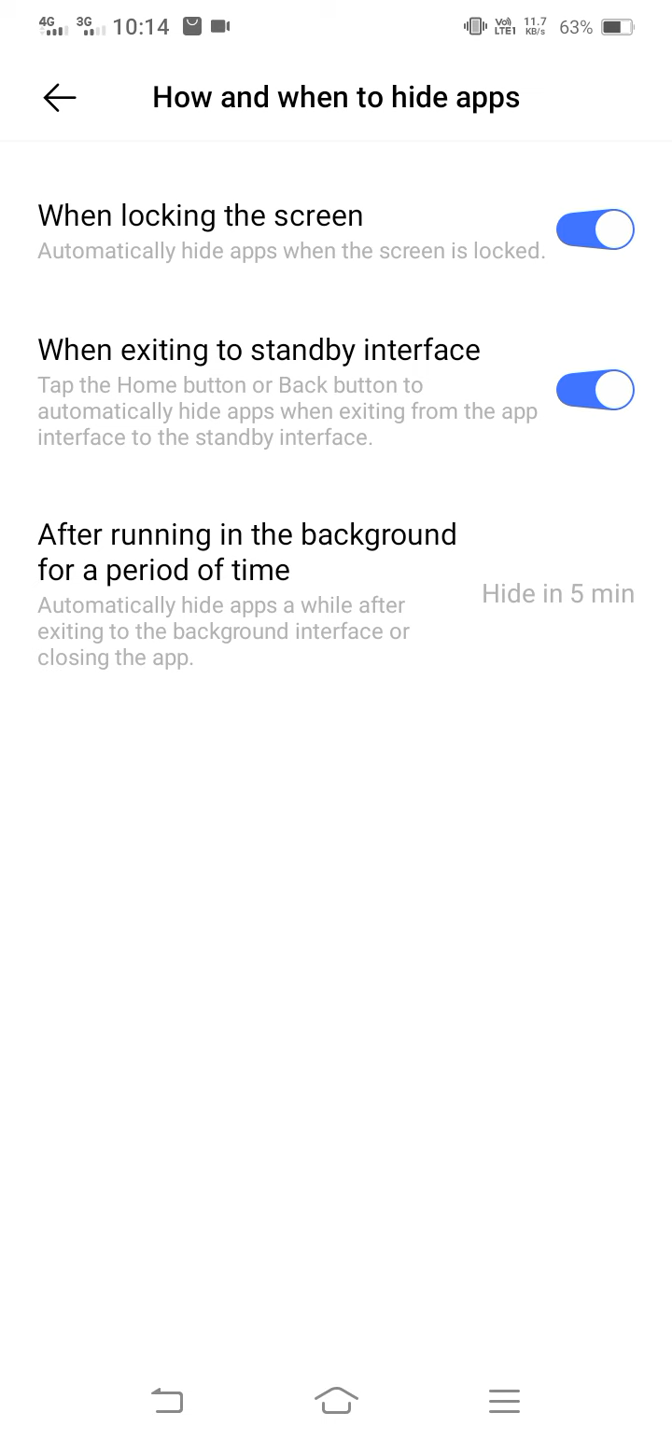 4G 3G 10:14 VoD LTE1 11.7 KB/s 63%
How and when to hide apps
When locking the screen
Automatically hide apps when the screen is locked.
When exiting to standby interface
Tap the Home button or Back button to
automatically hide apps when exiting from the app
interface to the standby interface.
After running in the background
for a period of time
Hide in 5 min
Automatically hide apps a while after
exiting to the background interface or
closing the app.